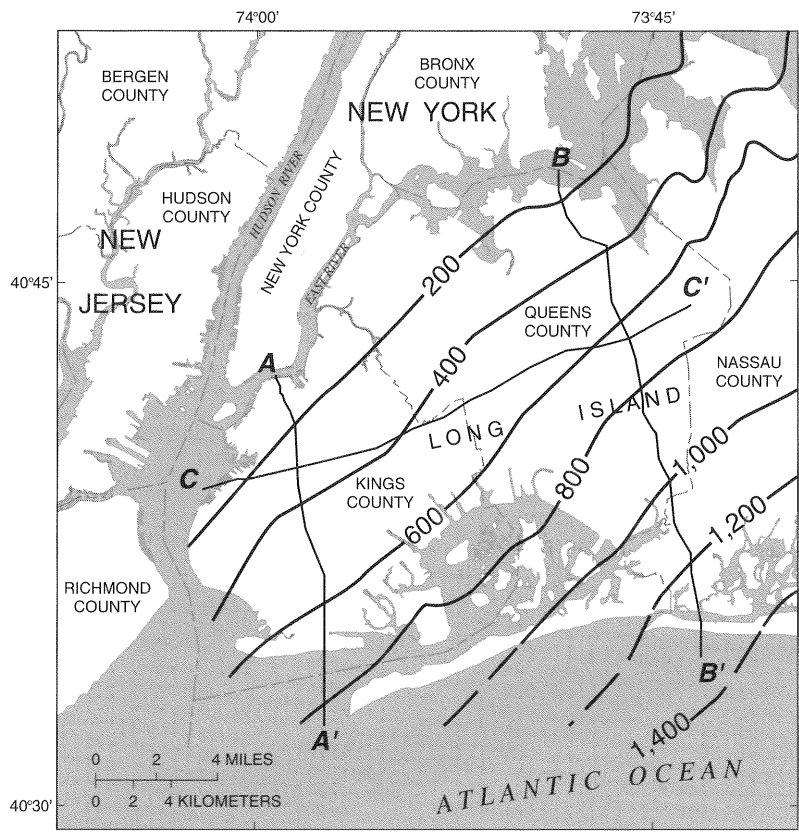 74°00′
73°45′
BERGEN
COUNTY
BRONX
COUNTY
NEW YORK
B
HUDSON RIVER
NEW YORK COUNTY
HUDSON
COUNTY
NEW
JERSEY
EAST RIVER
200
40°45′
C′
QUEENS
COUNTY
A
400
NASSAU
COUNTY
LONG ISLAND
C
KINGS
COUNTY
800
1,000
600
1,200
RICHMOND
COUNTY
B′
A′
1,400
0 2 4 MILES
0 2 4 KILOMETERS
ATLANTIC OCEAN
40°30′